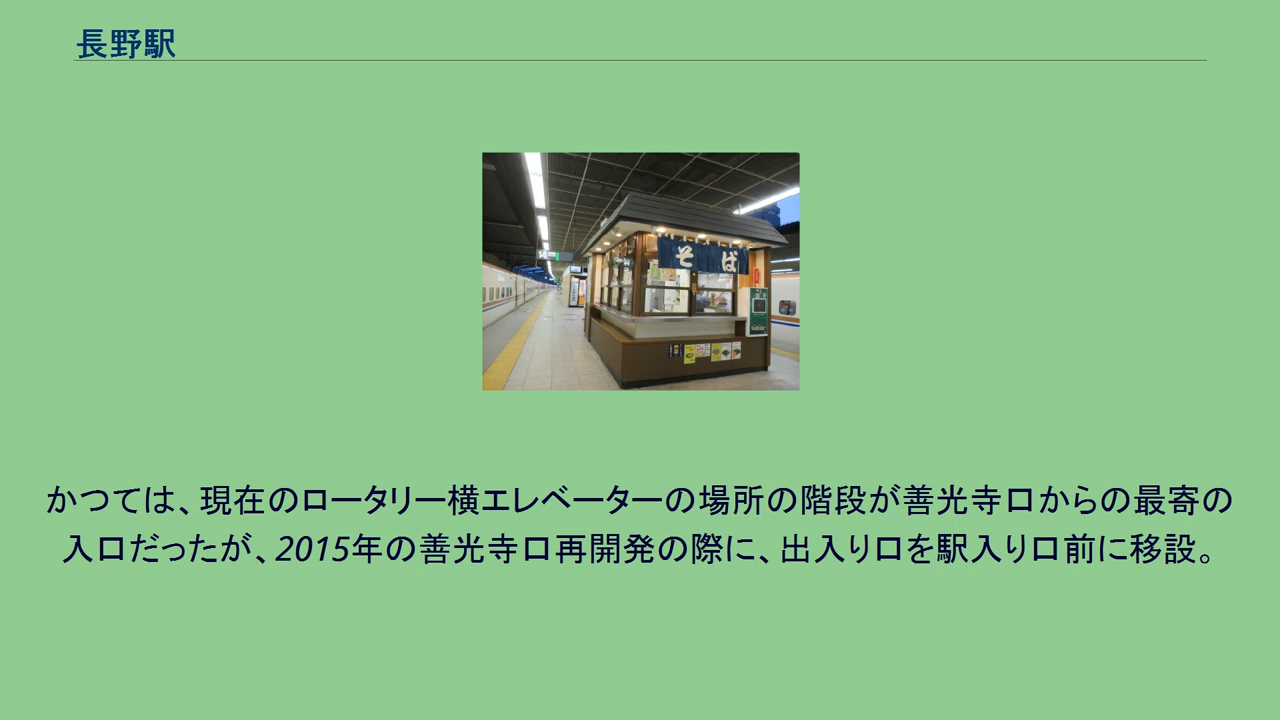 長野駅
14
そば
かつては、現在のロータリー横エレベーターの場所の階段が善光寺口からの最寄の
入口だったが、2015年の善光寺口再開発の際に、出入り口を駅入り口前に移設。